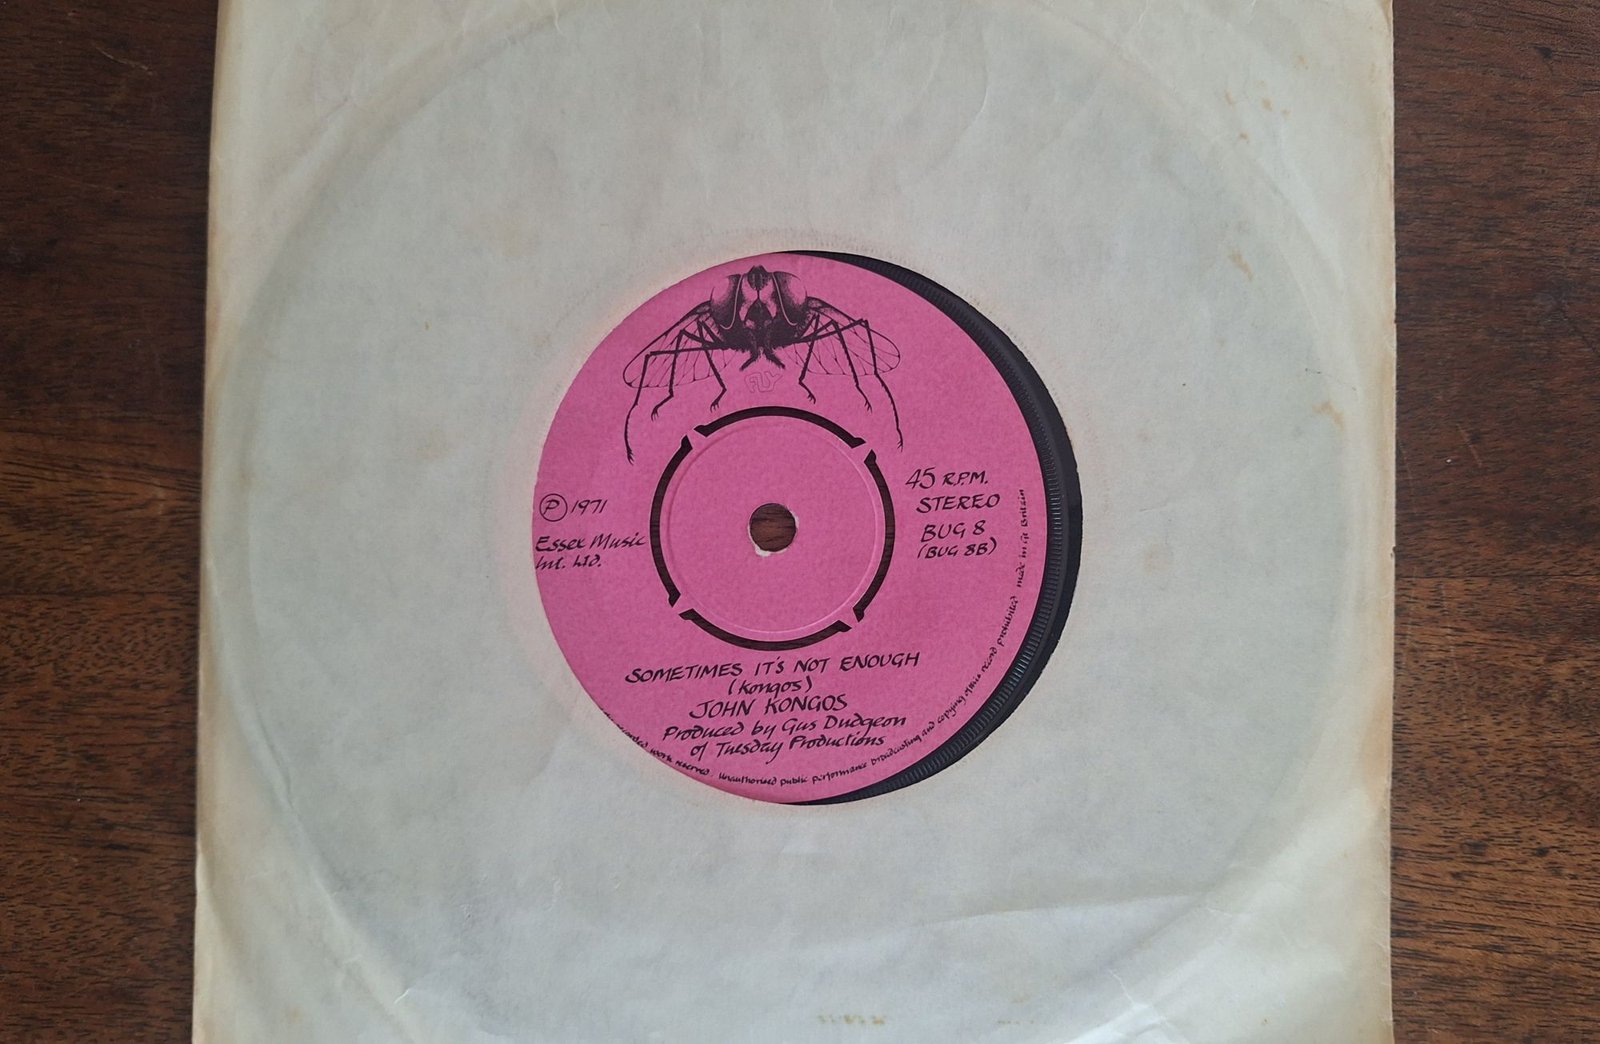 FLY
℗ 1971
Essex Music
Int. Ltd.
45 R.P.M.
STEREO
BUG 8
(BUG 8B)
SOMETIMES IT'S NOT ENOUGH
(Kongos)
JOHN KONGOS
Produced by Gus Dudgeon
of Tuesday Productions
work reserved. Unauthorised public performance broadcasting and copying of this record prohibited made in Gt Britain